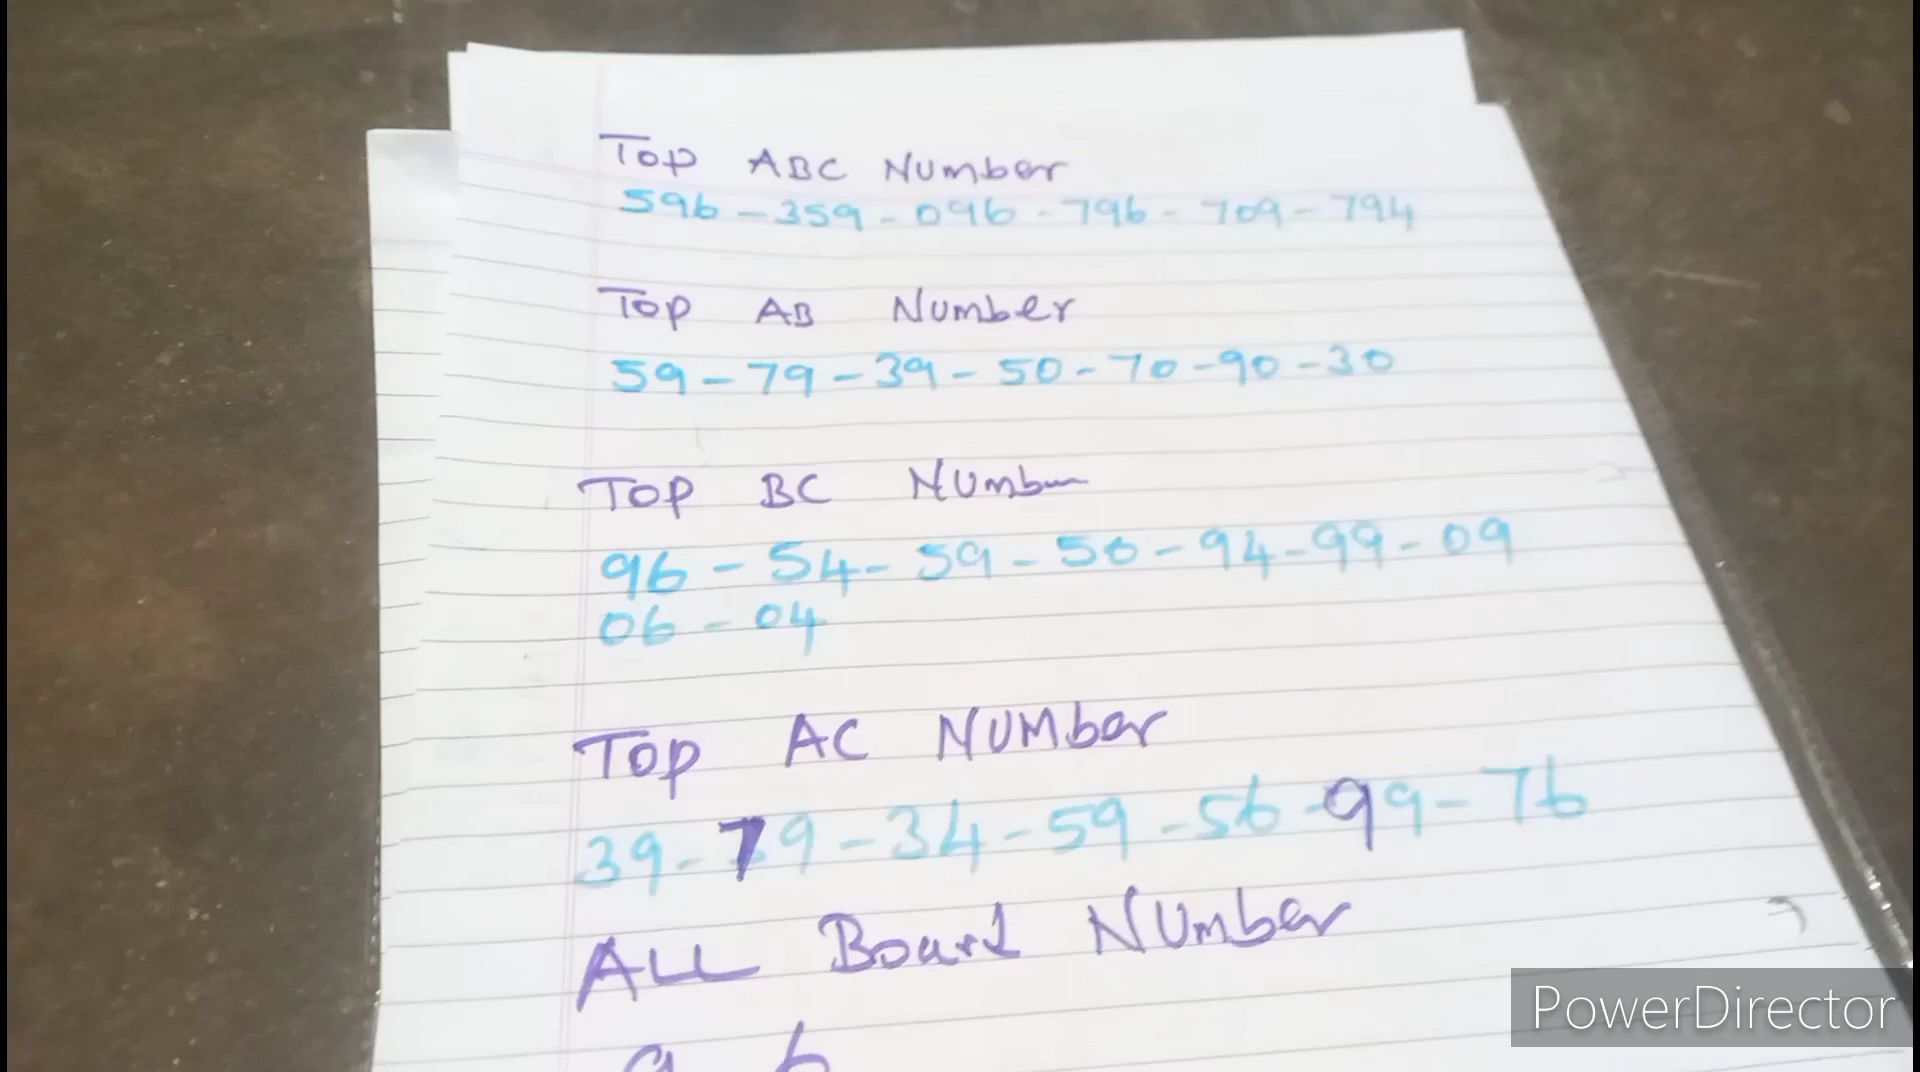 Top ABC Number
596 - 359 - 096 - 796 - 709 - 794
Top AB Number
59 - 79 - 39 - 50 - 70 - 90 - 30
Top BC Number
96 - 54 - 59 - 50 - 94 - 99 - 09
06 - 04
Top AC Number
39 - 79 - 34 - 59 - 56 - 99 - 76
ALL Board Number
PowerDirector